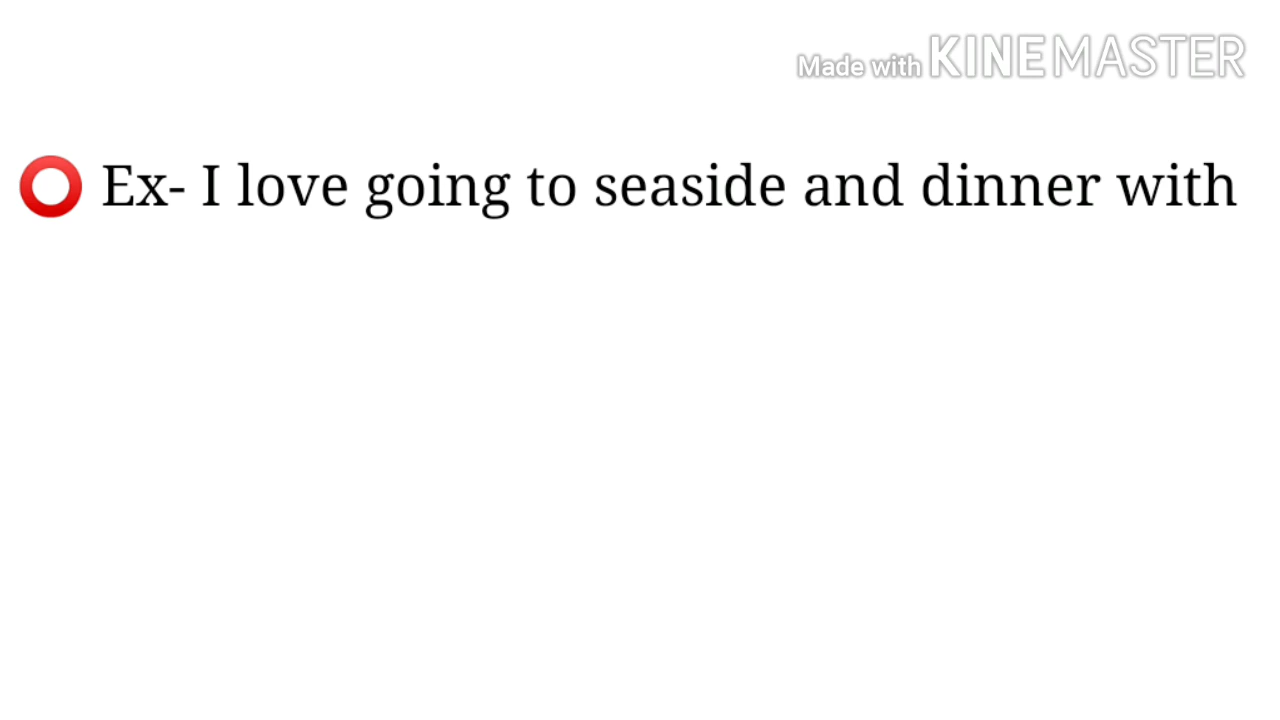 Made with KINEMASTER
⭕ Ex- I love going to seaside and dinner with